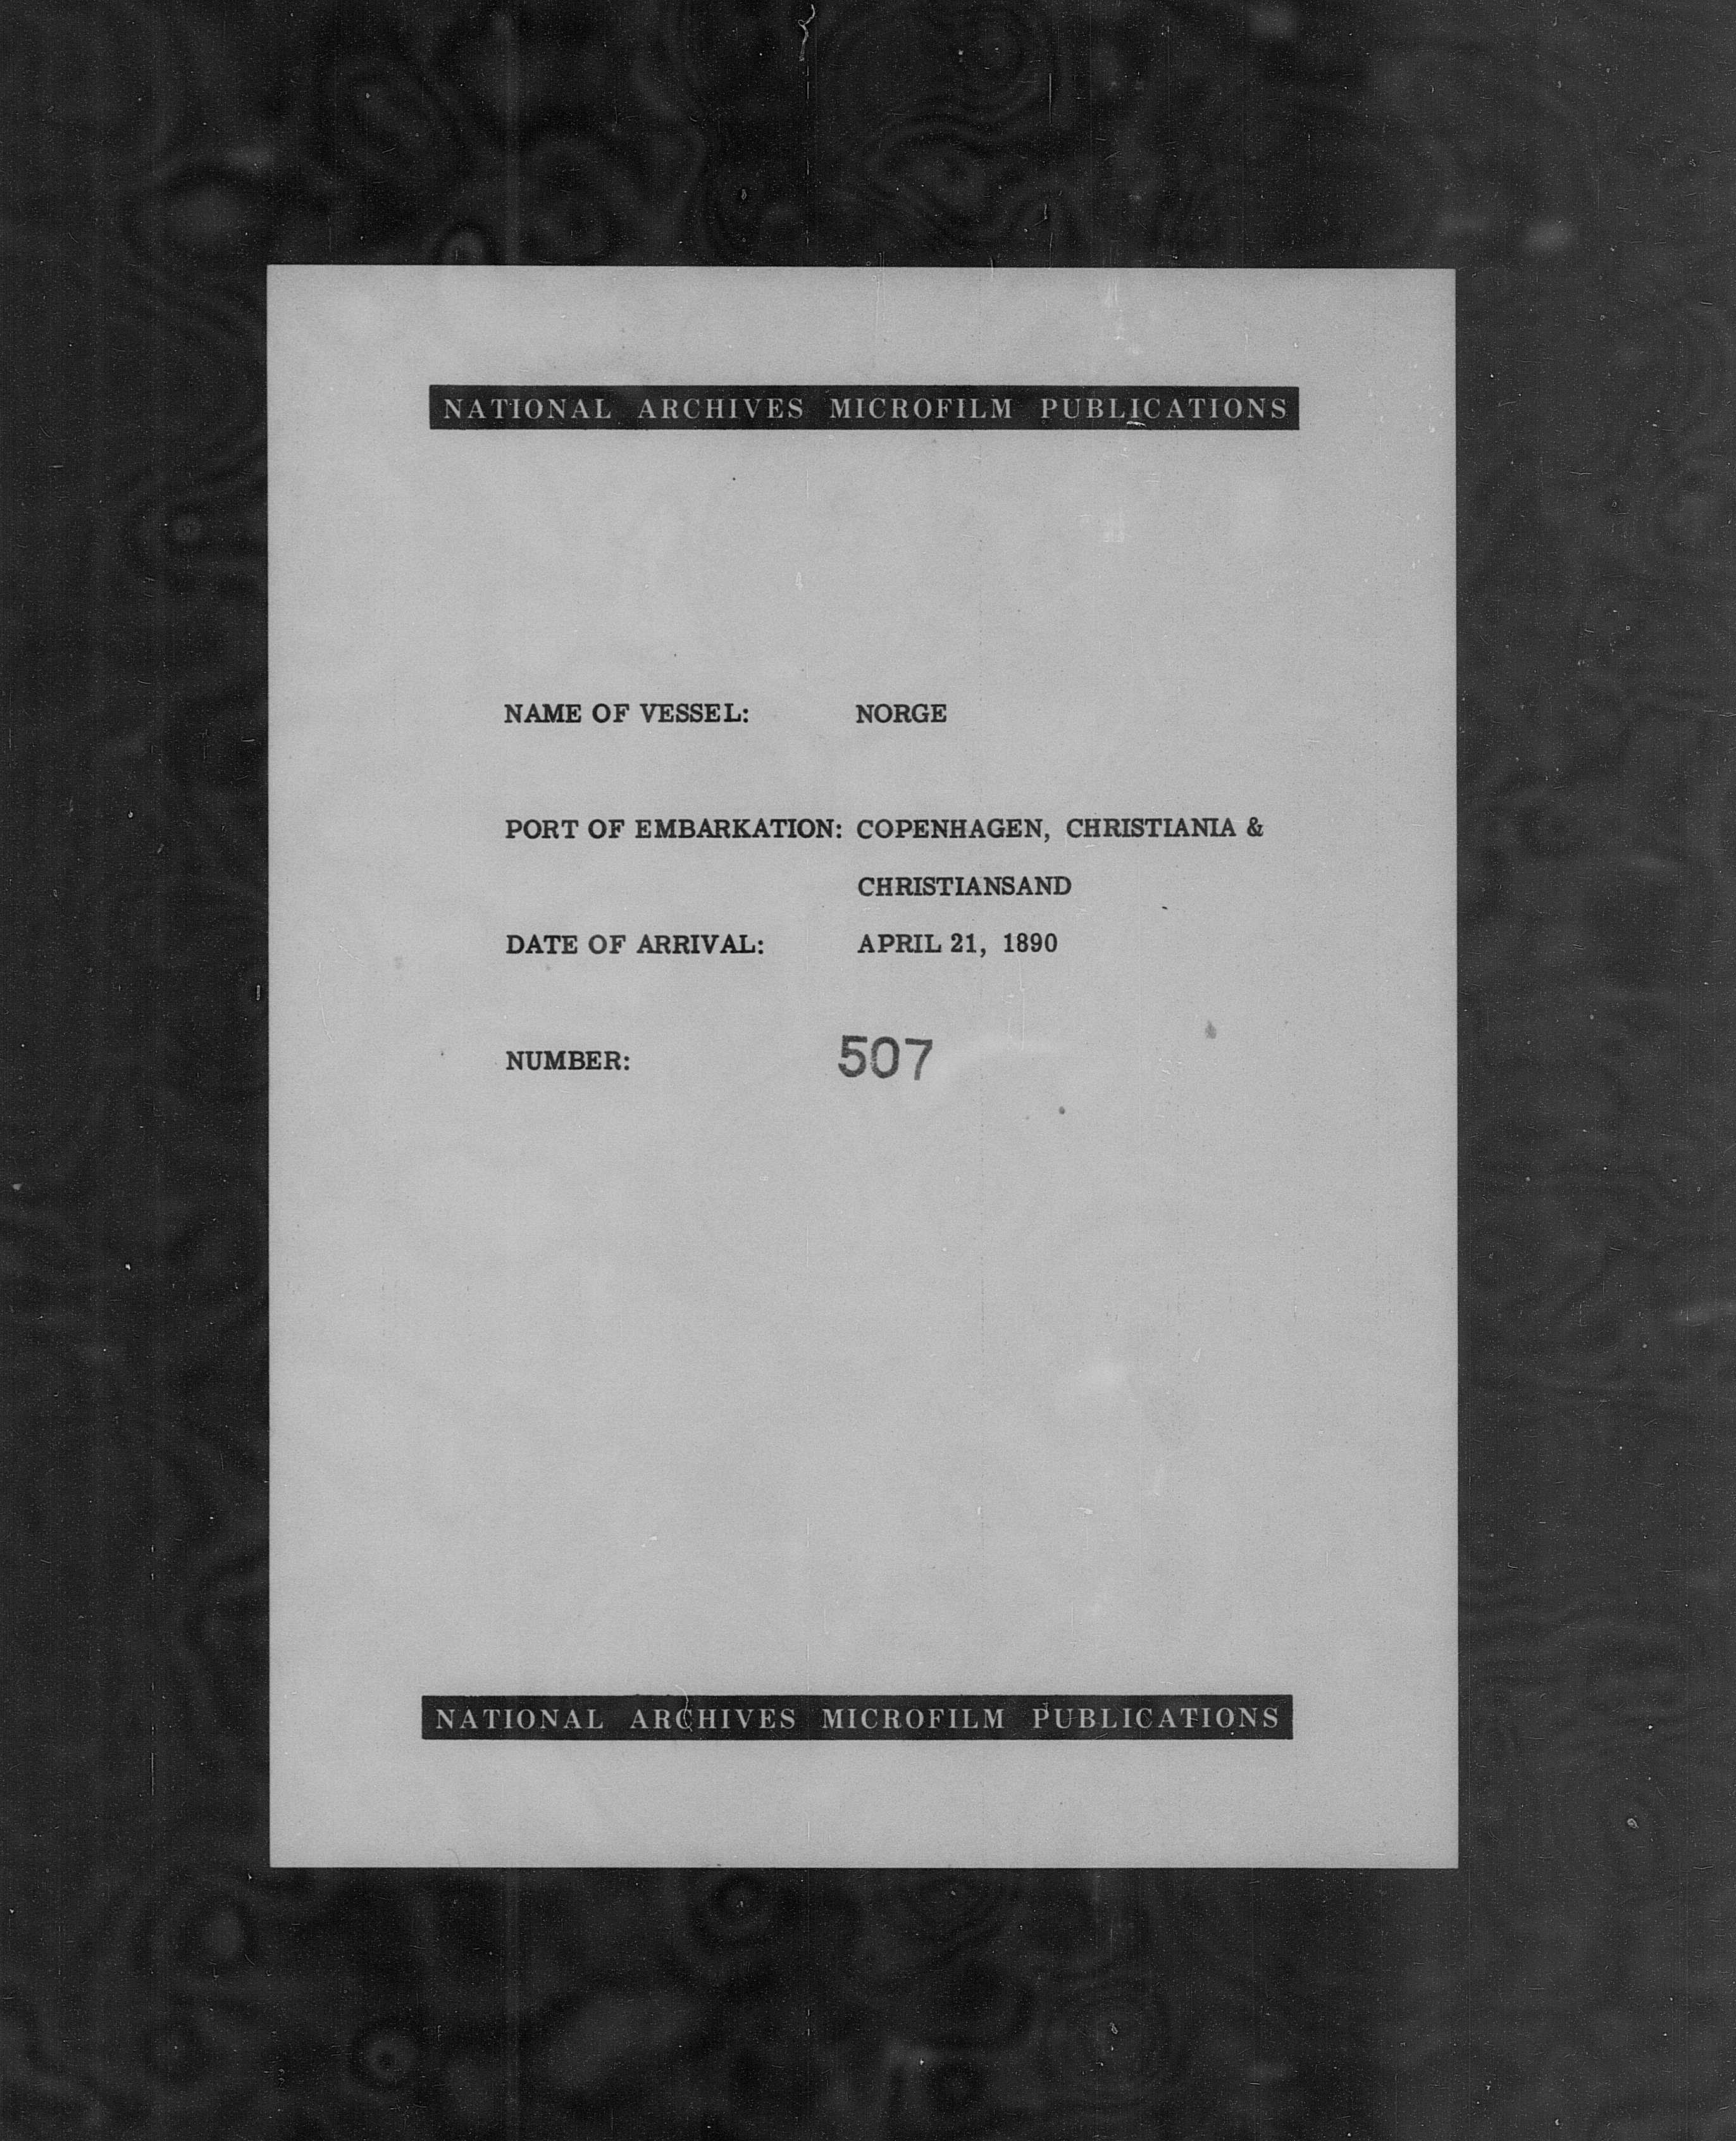 NATIONAL ARCHIVES MICROFILM PUBLICATIONS
NAME OF VESSEL: NORGE
PORT OF EMBARKATION: COPENHAGEN, CHRISTIANIA &
CHRISTIANSAND
DATE OF ARRIVAL: APRIL 21, 1890
NUMBER: 507
NATIONAL ARCHIVES MICROFILM PUBLICATIONS